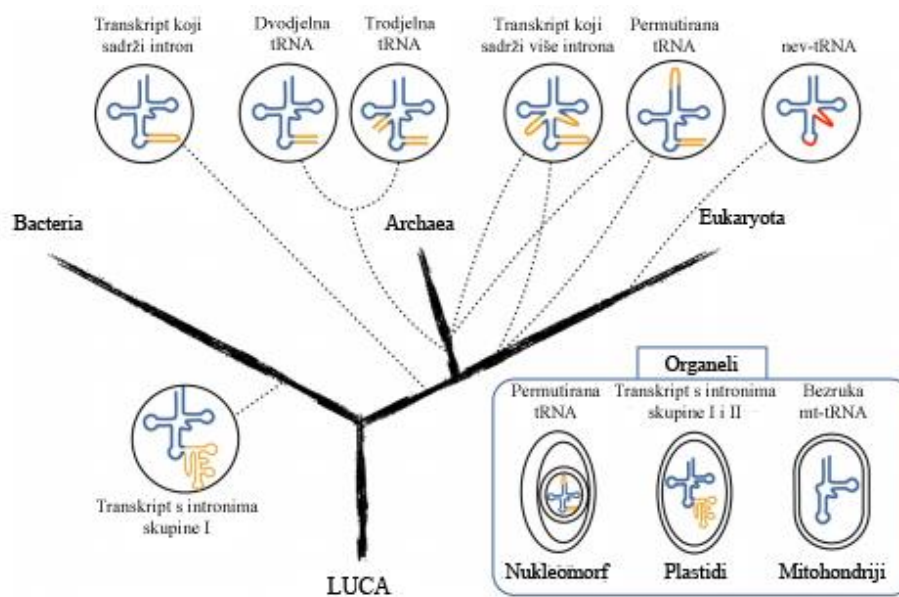 Transkript koji
sadrži intron
Dvodjelna
tRNA
Trodjelna
tRNA
Transkript koji
sadrži više introna
Permutirana
tRNA
nev-tRNA
Bacteria
Archaea
Eukaryota
Transkript s intronima
skupine I
LUCA
Organeli
Permutirana
tRNA
Transkript s intronima
skupine I i II
Bezruka
mt-tRNA
Nukleomorf
Plastidi
Mitohondriji